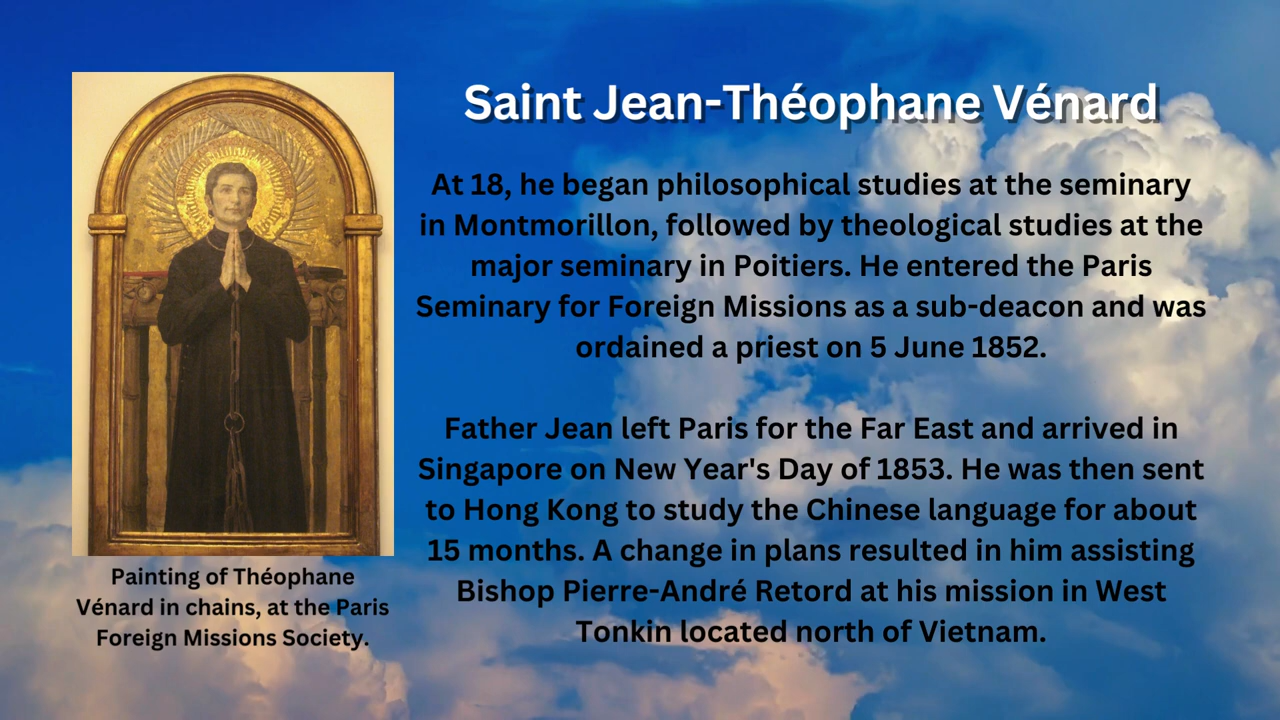 Saint Jean-Théophane Vénard
At 18, he began philosophical studies at the seminary
in Montmorillon, followed by theological studies at the
major seminary in Poitiers. He entered the Paris
Seminary for Foreign Missions as a sub-deacon and was
ordained a priest on 5 June 1852.
Father Jean left Paris for the Far East and arrived in
Singapore on New Year's Day of 1853. He was then sent
to Hong Kong to study the Chinese language for about
15 months. A change in plans resulted in him assisting
Bishop Pierre-André Retord at his mission in West
Tonkin located north of Vietnam.
Painting of Théophane
Vénard in chains, at the Paris
Foreign Missions Society.